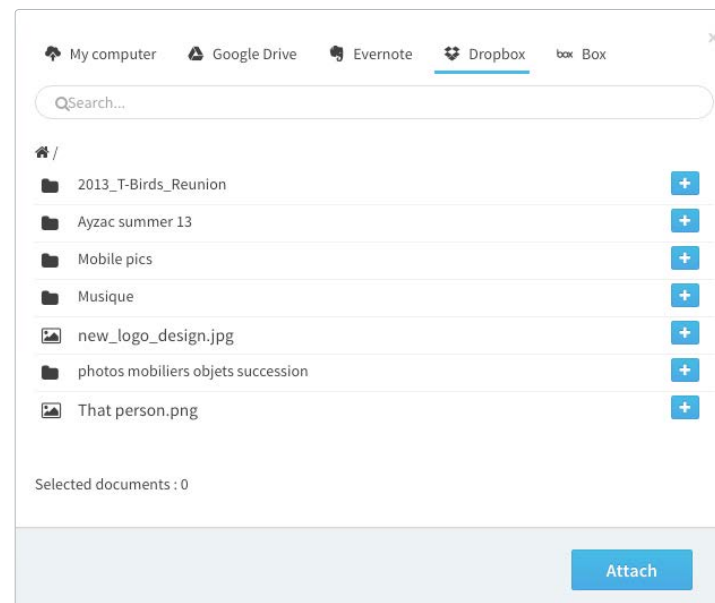 My computer Google Drive Evernote Dropbox box Box
Search...
/
2013_T-Birds_Reunion
Ayzac summer 13
Mobile pics
Musique
new_logo_design.jpg
photos mobiliers objets succession
That person.png
Selected documents : 0
Attach